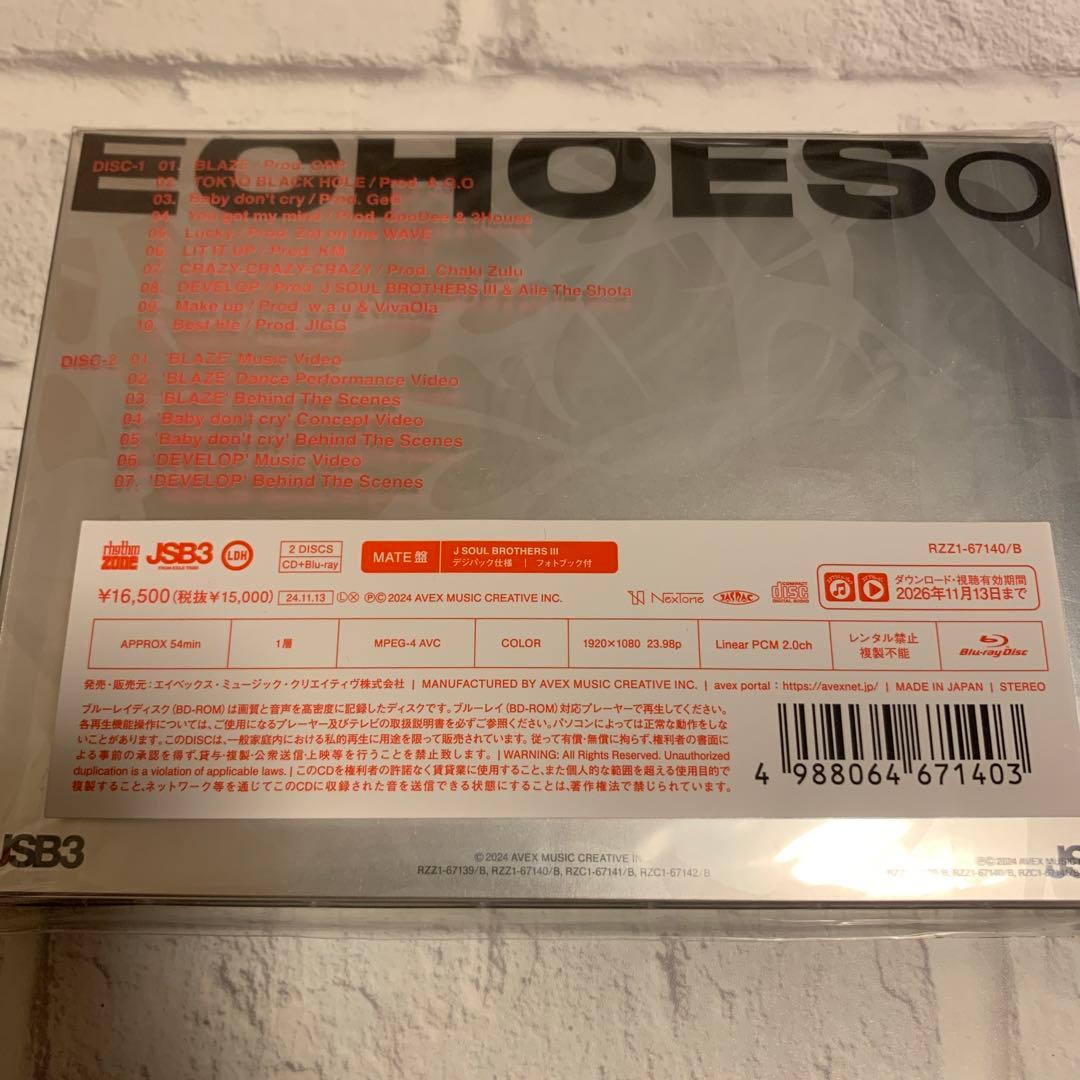 ECHOESO
DISC-1 01. BLAZE / Prod. GRP
02. TOKYO BLACK HOLE / Prod. A.G.O
03. Baby don't cry / Prod. GeG
04. You got my mind / Prod. CooDee & 3House
05. Lucky / Prod. Zot on the WAVE
06. LIT IT UP / Prod. KM
07. CRAZY-CRAZY-CRAZY / Prod. Chaki Zulu
08. DEVELOP / Prod. J SOUL BROTHERS III & Aile The Shota
09. Make up / Prod. w.a.u & VivaOla
10. Best life / Prod. JIGG
DISC-2 01. 'BLAZE' Music Video
02. 'BLAZE' Dance Performance Video
03. 'BLAZE' Behind The Scenes
04. 'Baby don't cry' Concept Video
05. 'Baby don't cry' Behind The Scenes
06. 'DEVELOP' Music Video
07. 'DEVELOP' Behind The Scenes
rhythm zone JSB3 LDH 2 DISCS CD+Blu-ray MATE盤 J SOUL BROTHERS III RZZ1-67140/B
デジパック仕様 | フォトブック付
¥16,500(税抜¥15,000) 24.11.13 Ⓛ Ⓧ ⓅⒸ2024 AVEX MUSIC CREATIVE INC. NexTone JASRAC COMPACT disc DIGITAL AUDIO ダウンロード・視聴有効期間
2026年11月13日まで
APPROX 54min 1層 MPEG-4 AVC COLOR 1920×1080 23.98p Linear PCM 2.0ch レンタル禁止 複製不能 Blu-ray Disc
発売・販売元:エイベックス・ミュージック・クリエイティヴ株式会社 | MANUFACTURED BY AVEX MUSIC CREATIVE INC. | avex portal : https://avexnet.jp/ | MADE IN JAPAN | STEREO
ブルーレイディスク(BD-ROM)は画質と音声を高密度に記録したディスクです。ブルーレイ(BD-ROM)対応プレーヤーで再生してください。
各再生機能操作については、ご使用になるプレーヤー及びテレビの取扱説明書を必ずご参照ください。パソコンによっては正常な動作をしな
いことがあります。このDISCは、一般家庭内における私的再生に用途を限って販売されています。従って有償・無償に拘らず、権利者の書面に
よる事前の承認を得ず、貸与・複製・公衆送信・上映等を行うことを禁止致します。 | WARNING: All Rights Reserved. Unauthorized
duplication is a violation of applicable laws. | このCDを権利者の許諾なく賃貸業に使用すること、また個人的な範囲を超える使用目的で
複製すること、ネットワーク等を通じてこのCDに収録された音を送信できる状態にすることは、著作権法で禁じられています。
4 988064 671403
JSB3
©2024 AVEX MUSIC CREATIVE INC.
RZZ1-67139/B, RZZ1-67140/B, RZC1-67141/B, RZC1-67142/B